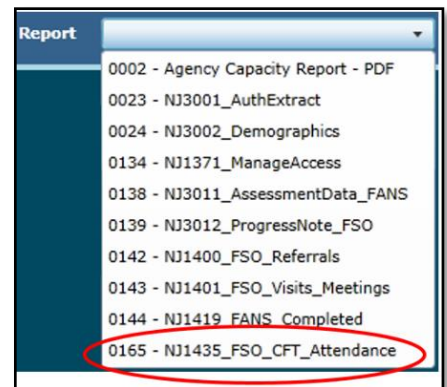 Report
0002 - Agency Capacity Report - PDF
0023 - NJ3001_AuthExtract
0024 - NJ3002_Demographics
0134 - NJ1371_ManageAccess
0138 - NJ3011_AssessmentData_FANS
0139 - NJ3012_ProgressNote_FSO
0142 - NJ1400_FSO_Referrals
0143 - NJ1401_FSO_Visits_Meetings
0144 - NJ1419_FANS_Completed
0165 - NJ1435_FSO_CFT_Attendance